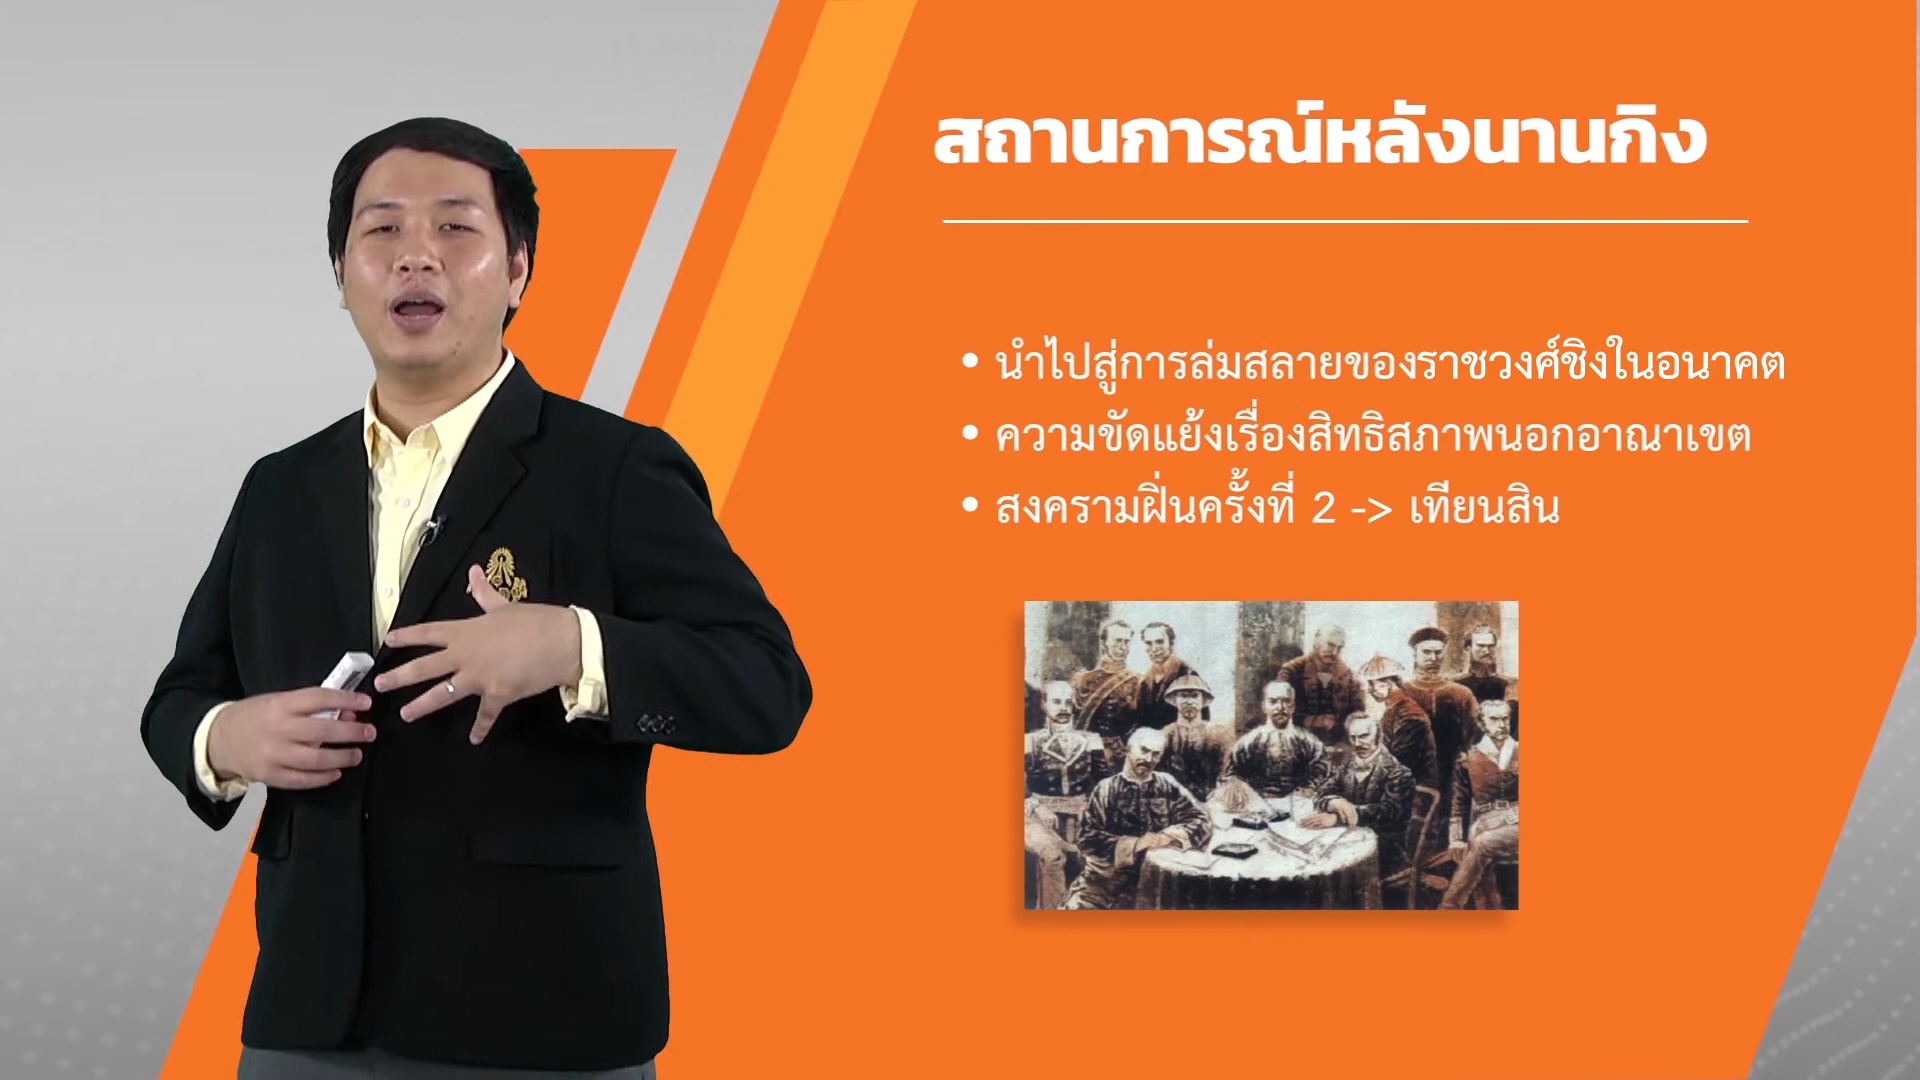 สถานการณ์หลังนานกิง
• นำไปสู่การล่มสลายของราชวงศ์ชิงในอนาคต
• ความขัดแย้งเรื่องสิทธิสภาพนอกอาณาเขต
• สงครามฝิ่นครั้งที่ 2 -> เทียนสิน